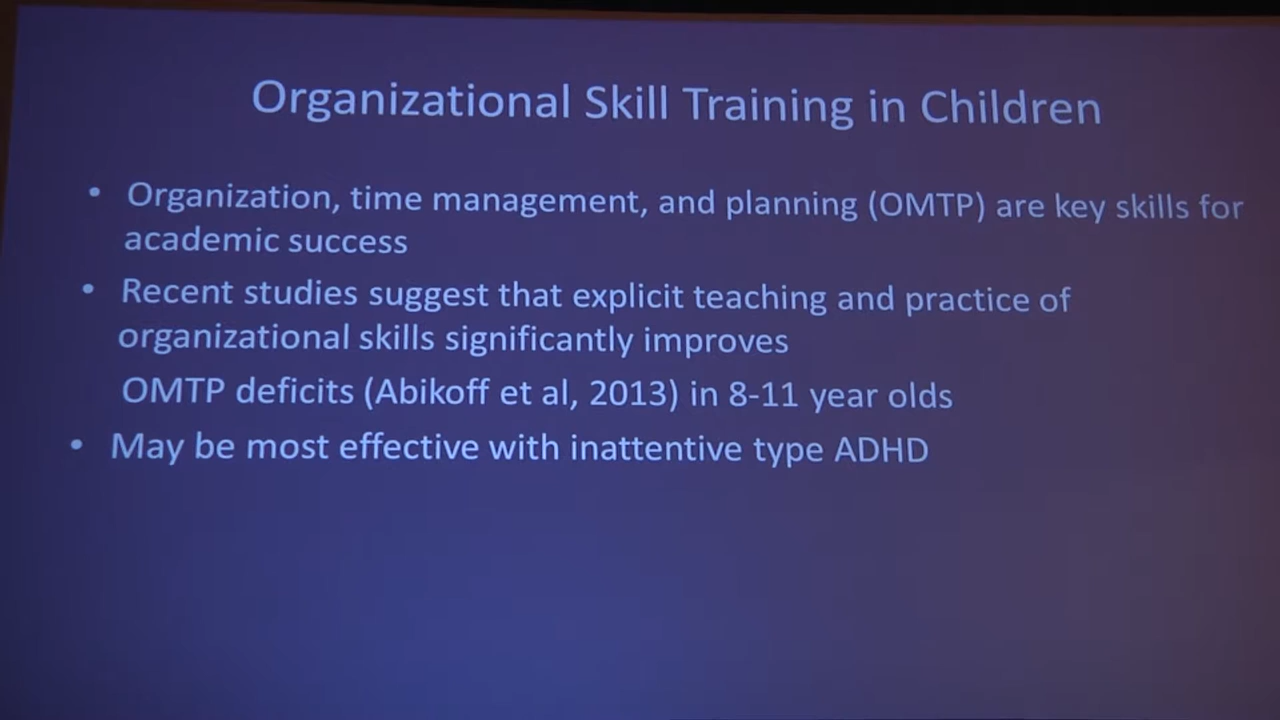 Organizational Skill Training in Children
• Organization, time management, and planning (OMTP) are key skills for
academic success
• Recent studies suggest that explicit teaching and practice of
organizational skills significantly improves
OMTP deficits (Abikoff et al, 2013) in 8-11 year olds
• May be most effective with inattentive type ADHD